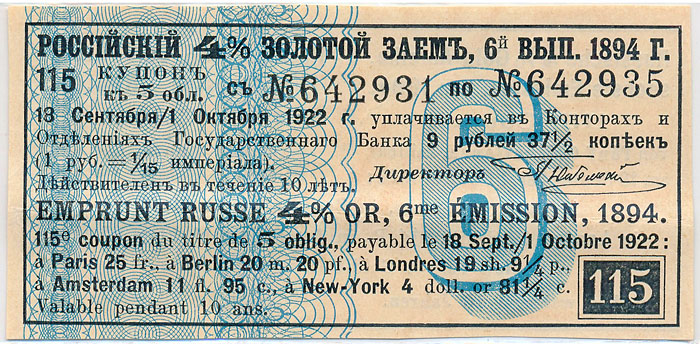 РОССІЙСКІЙ 4% ЗОЛОТОЙ ЗАЕМЪ, 6й ВЫП. 1894 Г.
115 КУПОНЪ къ 5 обл. съ №642931 по №642935
18 Сентября/1 Октября 1922 г. уплачивается въ Конторахъ и
Отдѣленіяхъ Государственнаго Банка 9 рублей 37½ копѣекъ
(1 руб.=1/15 имперіала).
Дѣйствителенъ въ теченіе 10 лѣтъ. Директоръ
EMPRUNT RUSSE 4% OR, 6me ÉMISSION, 1894.
115e coupon du titre de 5 oblig., payable le 18 Sept./1 Octobre 1922:
à Paris 25 fr., à Berlin 20 m. 20 pf., à Londres 19 sh. 9¼ p.,
à Amsterdam 11 fl. 95 c., à New-York 4 doll. or 81¼ c.
Valable pendant 10 ans.
115
6